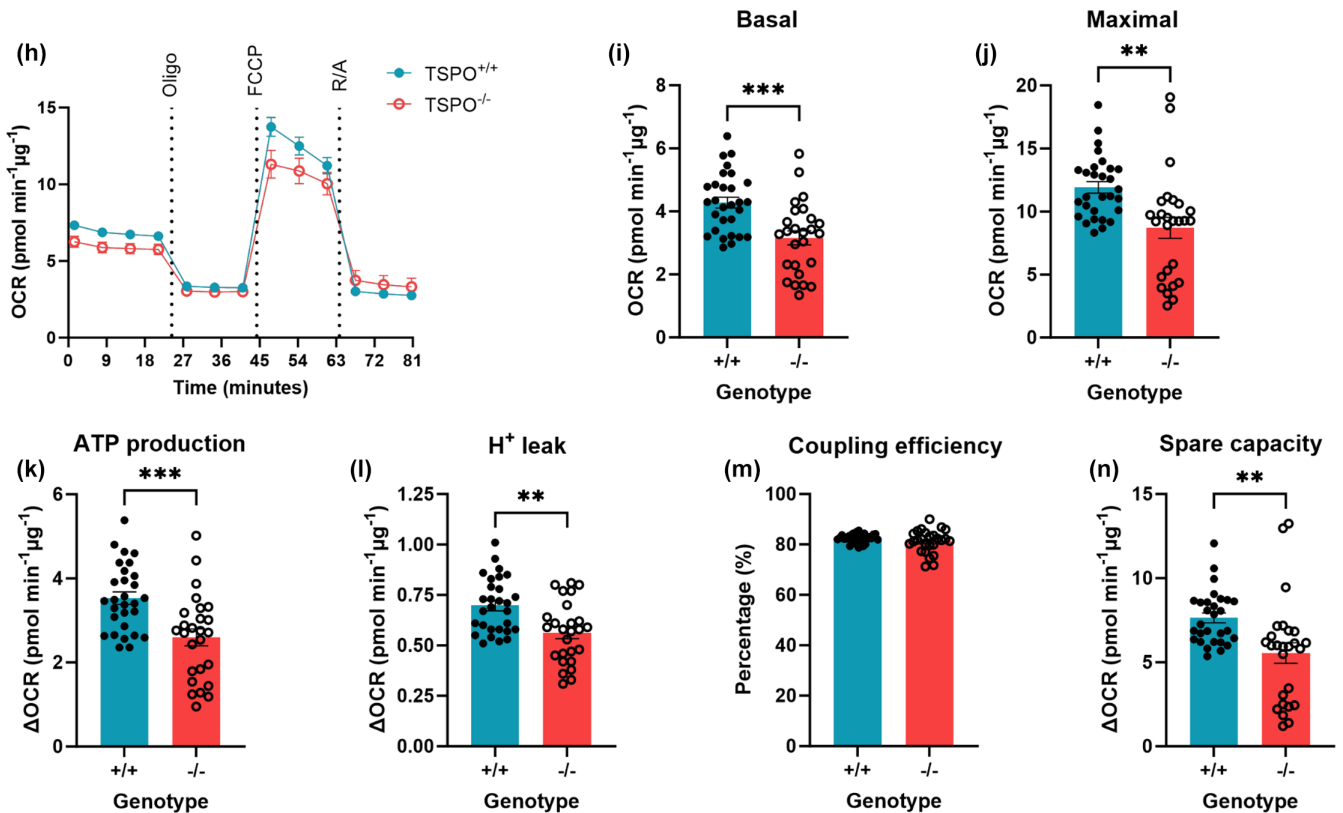 (h)
Oligo
FCCP
R/A
TSPO+/+
TSPO-/-
OCR (pmol min-1µg-1)
15
10
5
0
0 9 18 27 36 45 54 63 72 81
Time (minutes)
Basal
(i)
***
OCR (pmol min-1µg-1)
8
6
4
2
0
+/+ -/-
Genotype
Maximal
(j)
**
OCR (pmol min-1µg-1)
20
15
10
5
0
+/+ -/-
Genotype
ATP production
(k)
***
ΔOCR (pmol min-1µg-1)
6
4
2
0
+/+ -/-
Genotype
H+ leak
(l)
**
ΔOCR (pmol min-1µg-1)
1.25
1.00
0.75
0.50
0.25
0.00
+/+ -/-
Genotype
Coupling efficiency
(m)
Percentage (%)
100
80
60
40
20
0
+/+ -/-
Genotype
Spare capacity
(n)
**
ΔOCR (pmol min-1µg-1)
15
10
5
0
+/+ -/-
Genotype